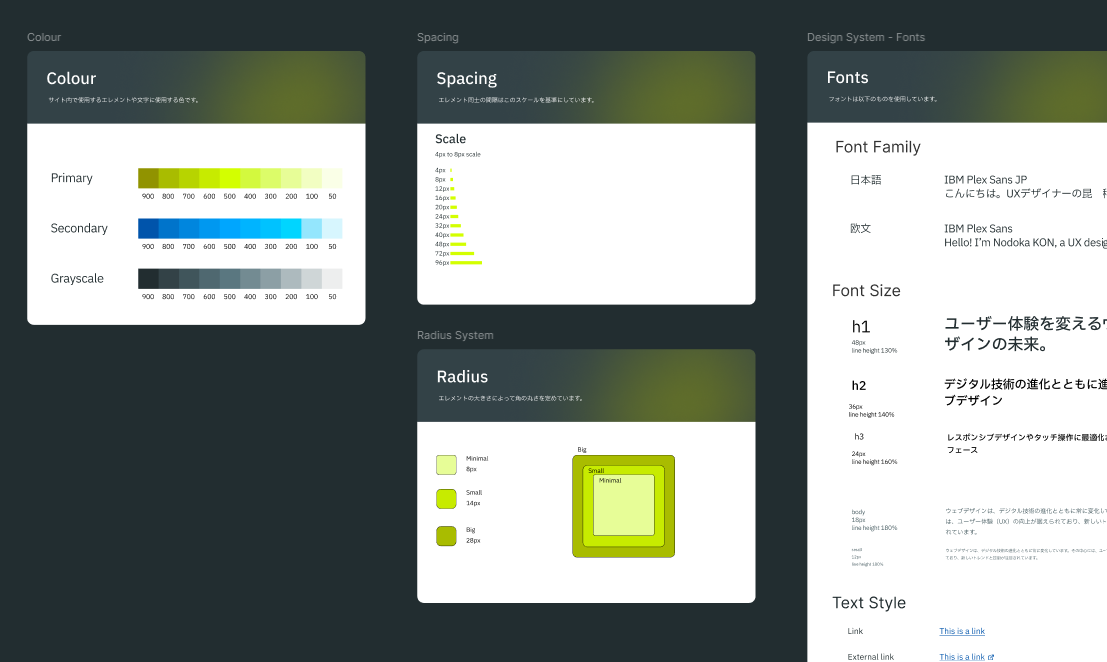 Colour
Colour
サイト内で使用するエレメントや文字に使用する色です。
Primary
900 800 700 600 500 400 300 200 100 50
Secondary
900 800 700 600 500 400 300 200 100 50
Grayscale
900 800 700 600 500 400 300 200 100 50
Spacing
Spacing
エレメント同士の間隙はこのスケールを基準にしています。
Scale
4px to 8px scale
4px
8px
12px
16px
20px
24px
32px
40px
48px
72px
96px
Radius System
Radius
エレメントの大きさによって角の丸さを定めています。
Minimal
8px
Small
14px
Big
28px
Big
Small
Minimal
Design System - Fonts
Fonts
フォントは以下のものを使用しています。
Font Family
日本語
IBM Plex Sans JP
こんにちは。UXデザイナーの昆
欧文
IBM Plex Sans
Hello! I'm Nodoka KON, a UX desig
Font Size
h1
48px
line height 130%
ユーザー体験を変える
ザインの未来。
h2
36px
line height 140%
デジタル技術の進化とともに進
ブデザイン
h3
24px
line height 160%
レスポンシブデザインやタッチ操作に最適化
フェース
body
18px
line height 180%
ウェブデザインは、デジタル技術の進化とともに常に変化い
は、ユーザー体験（UX）の向上が据えられており、新しいト
れています。
small
12px
line height 180%
Text Style
Link
This is a link
External link
This is a link